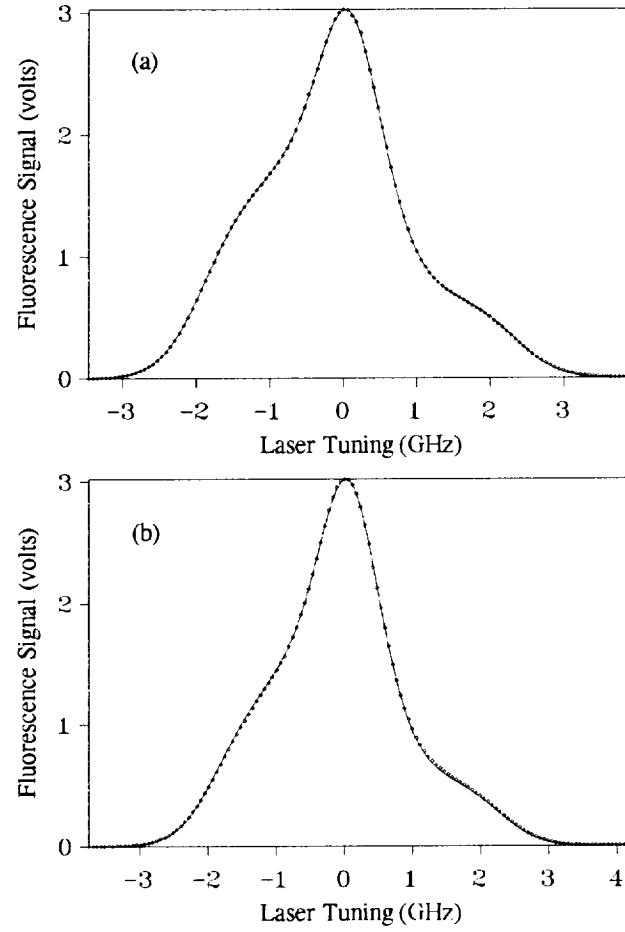 3
(a)
2
Fluorescence Signal (volts)
1
0
−3 −2 −1 0 1 2 3
Laser Tuning (GHz)
3
(b)
2
Fluorescence Signal (volts)
1
0
−3 −2 −1 0 1 2 3 4
Laser Tuning (GHz)